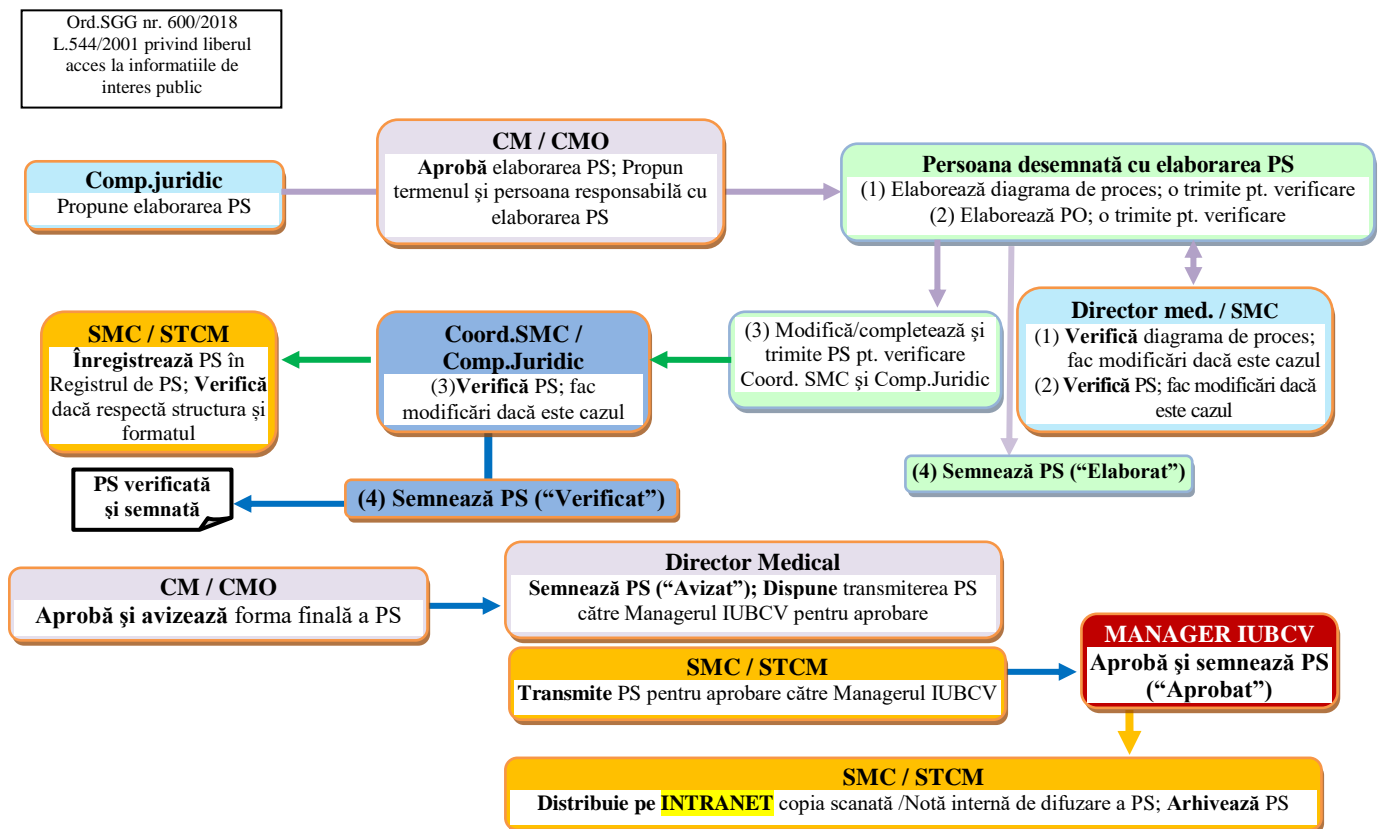 Ord.SGG nr. 600/2018
L.544/2001 privind liberul
acces la informatiile de
interes public
Comp.juridic
Propune elaborarea PS
CM / CMO
Aprobă elaborarea PS; Propun
termenul şi persoana responsabilă cu
elaborarea PS
Persoana desemnată cu elaborarea PS
(1) Elaborează diagrama de proces; o trimite pt. verificare
(2) Elaborează PO; o trimite pt. verificare
SMC / STCM
Înregistrează PS în
Registrul de PS; Verifică
dacă respectă structura și
formatul
Coord.SMC /
Comp.Juridic
(3)Verifică PS; fac
modificări dacă este cazul
(3) Modifică/completează şi
trimite PS pt. verificare
Coord. SMC şi Comp.Juridic
Director med. / SMC
(1) Verifică diagrama de proces;
fac modificări dacă este cazul
(2) Verifică PS; fac modificări dacă
este cazul
(4) Semnează PS (“Elaborat”)
PS verificată
și semnată
(4) Semnează PS (“Verificat”)
CM / CMO
Aprobă şi avizează forma finală a PS
Director Medical
Semnează PS (“Avizat”); Dispune transmiterea PS
către Managerul IUBCV pentru aprobare
SMC / STCM
Transmite PS pentru aprobare către Managerul IUBCV
MANAGER IUBCV
Aprobă şi semnează PS
(“Aprobat”)
SMC / STCM
Distribuie pe INTRANET copia scanată /Notă internă de difuzare a PS; Arhivează PS